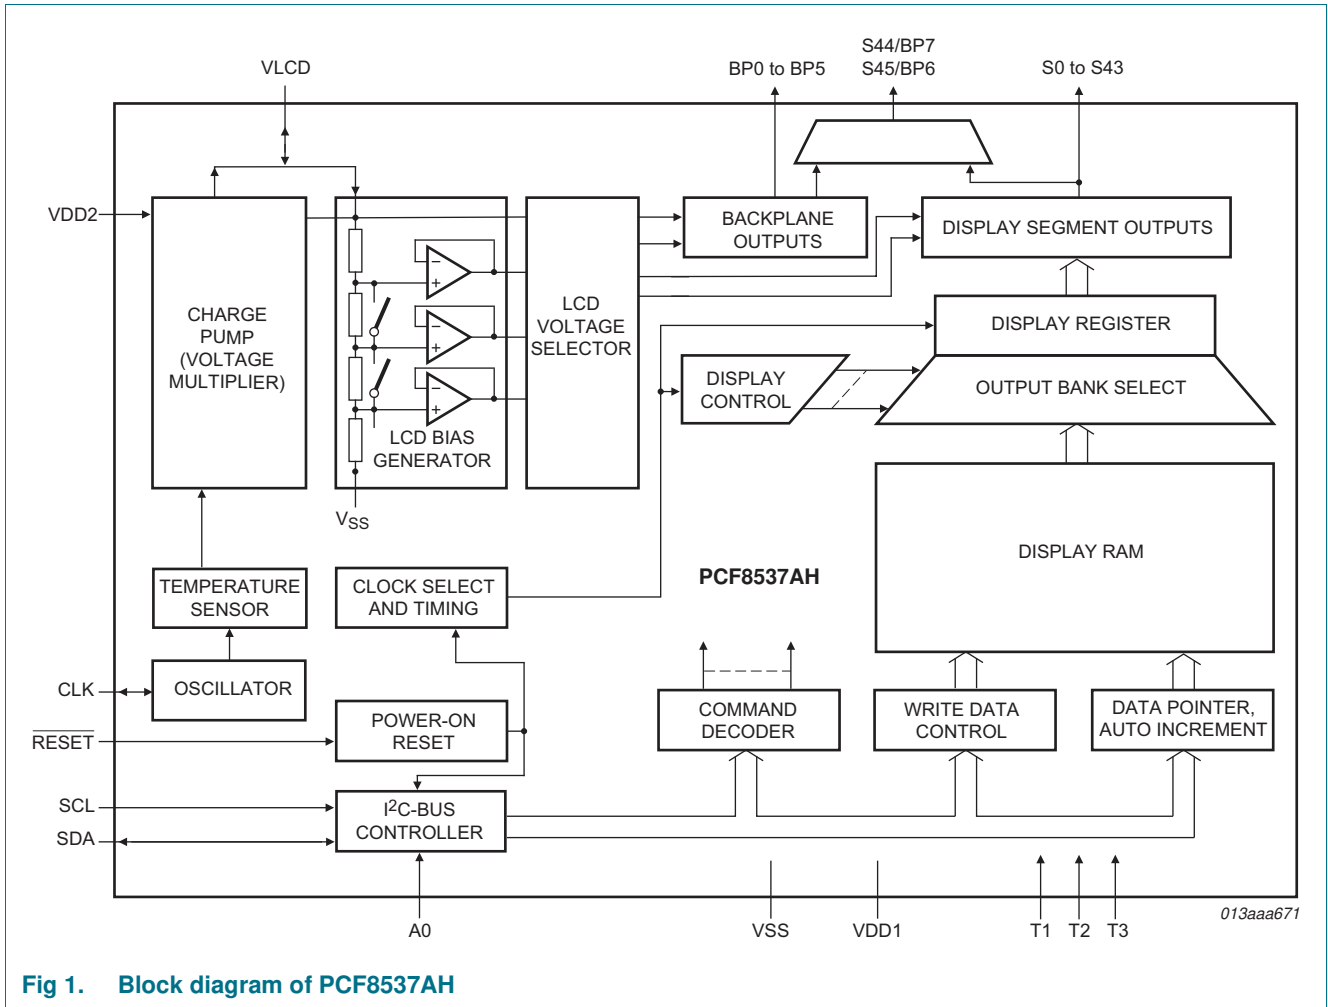 VLCD
BP0 to BP5
S44/BP7
S45/BP6
S0 to S43
VDD2
CHARGE
PUMP
(VOLTAGE
MULTIPLIER)
LCD BIAS
GENERATOR
VSS
LCD
VOLTAGE
SELECTOR
BACKPLANE
OUTPUTS
DISPLAY SEGMENT OUTPUTS
DISPLAY REGISTER
DISPLAY
CONTROL
OUTPUT BANK SELECT
DISPLAY RAM
PCF8537AH
TEMPERATURE
SENSOR
CLOCK SELECT
AND TIMING
CLK
OSCILLATOR
RESET
POWER-ON
RESET
COMMAND
DECODER
WRITE DATA
CONTROL
DATA POINTER,
AUTO INCREMENT
SCL
SDA
I2C-BUS
CONTROLLER
A0
VSS
VDD1
T1
T2
T3
013aaa671
Fig 1. Block diagram of PCF8537AH